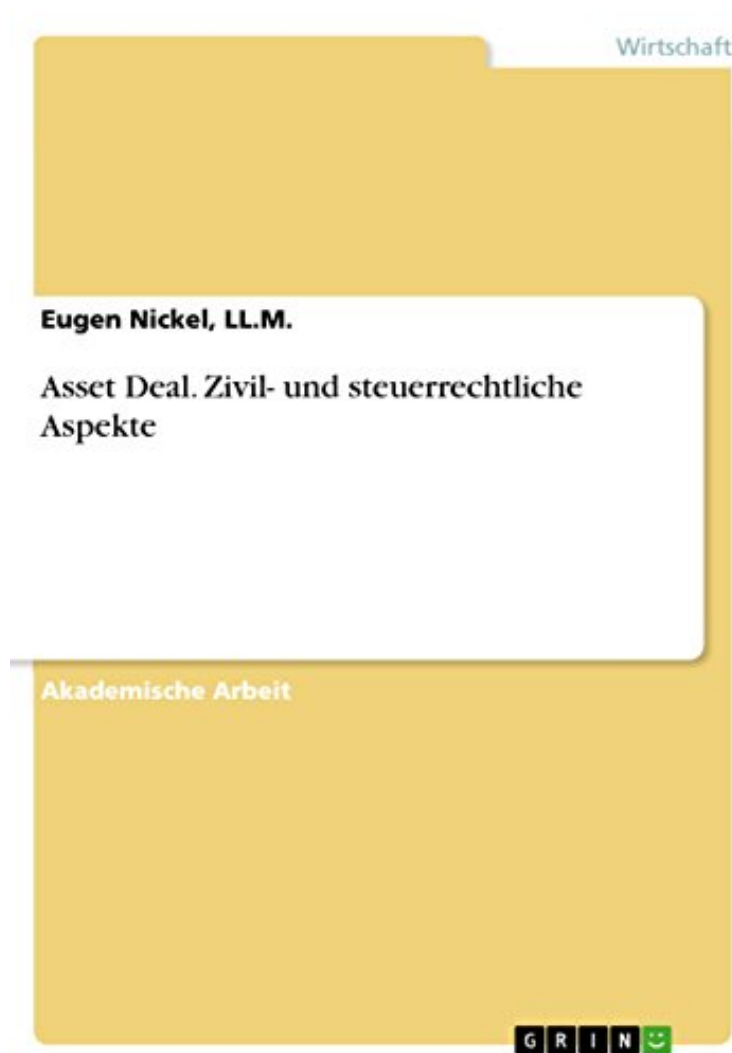 Wirtschaft
Eugen Nickel, LL.M.
Asset Deal. Zivil- und steuerrechtliche
Aspekte
Akademische Arbeit
GRIN